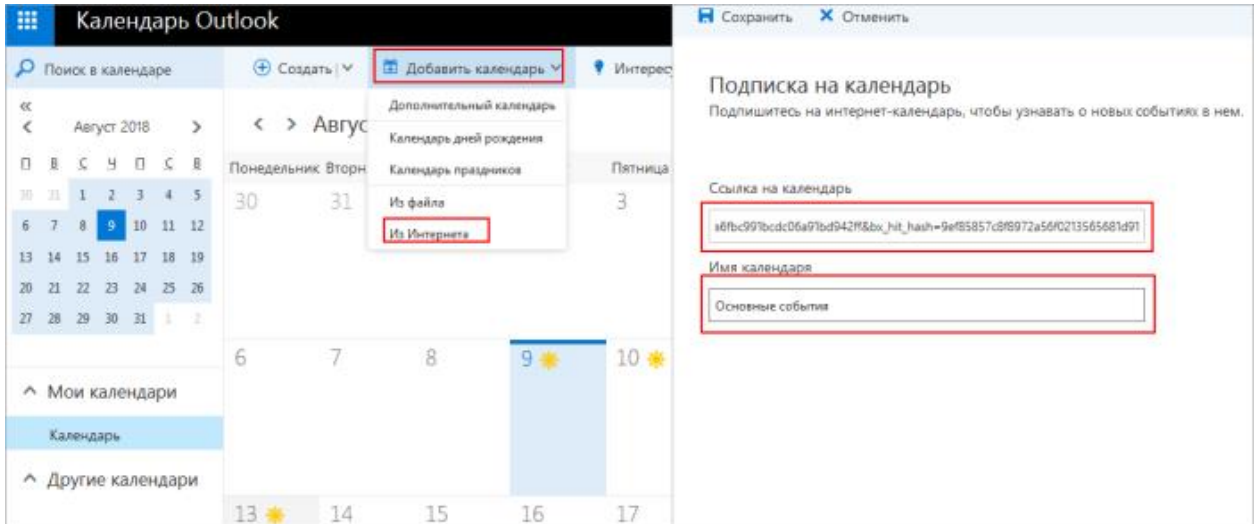 Календарь Outlook
Поиск в календаре
Создать
Добавить календарь
Интерес
Дополнительный календарь
Календарь дней рождения
Календарь праздников
Из файла
Из Интернета
Август 2018
П В С Ч П С В
30 31 1 2 3 4 5
6 7 8 9 10 11 12
13 14 15 16 17 18 19
20 21 22 23 24 25 26
27 28 29 30 31 1 2
Мои календари
Календарь
Другие календари
Авгус
Понедельник Вторн Пятница
30 31 3
6 7 8 9 10
13 14 15 16 17
Сохранить Отменить
Подписка на календарь
Подпишитесь на интернет-календарь, чтобы узнавать о новых событиях в нем.
Ссылка на календарь
a6fbc991bcdc06a91bd942ff&bx_hit_hash=9ef85857c8f8972a56f0213565681d91
Имя календаря
Основные события